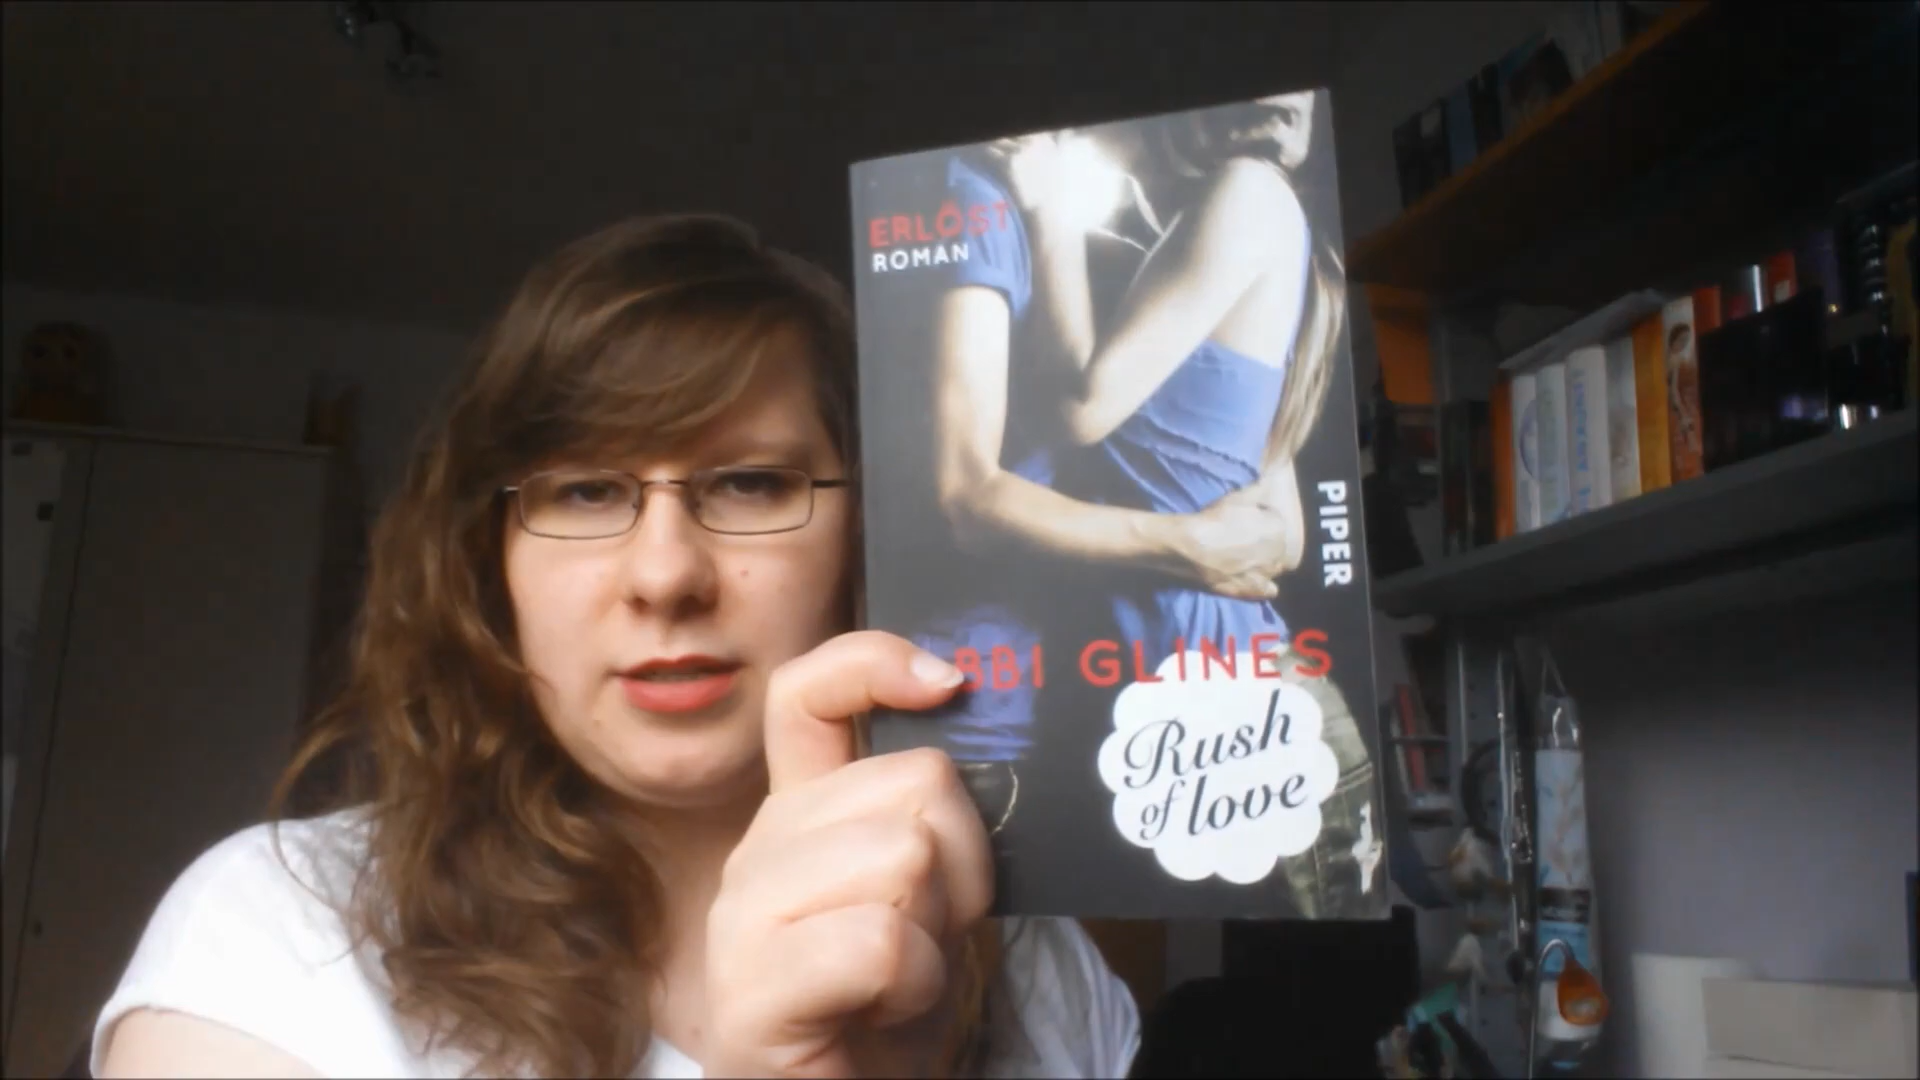 ERLÖST
ROMAN
PIPER
BBI GLINES
Rush
of love